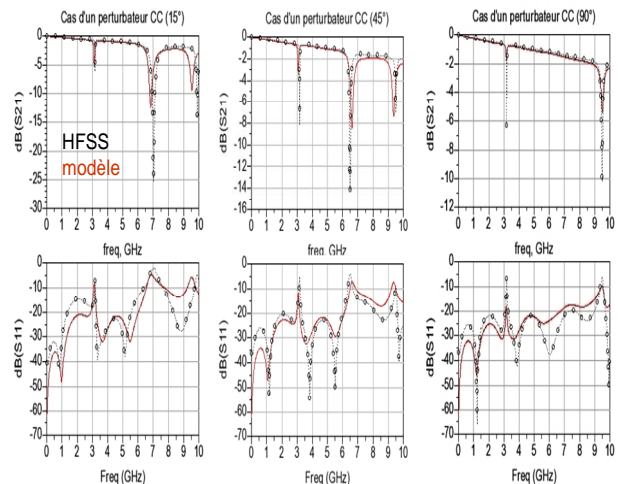 Cas d'un perturbateur CC (15°)
Cas d'un perturbateur CC (45°)
Cas d'un perturbateur CC (90°)
dB(S21)
0
-5
-10
-15
-20
-25
-30
HFSS
modèle
0 1 2 3 4 5 6 7 8 9 10
freq, GHz
dB(S21)
0
-2
-4
-6
-8
-10
-12
-14
-16
0 1 2 3 4 5 6 7 8 9 10
freq, GHz
dB(S21)
0
-2
-4
-6
-8
-10
-12
0 1 2 3 4 5 6 7 8 9 10
freq, GHz
dB(S11)
0
-10
-20
-30
-40
-50
-60
-70
0 1 2 3 4 5 6 7 8 9 10
Freq (GHz)
dB(S11)
0
-10
-20
-30
-40
-50
-60
-70
0 1 2 3 4 5 6 7 8 9 10
Freq (GHz)
dB(S11)
0
-10
-20
-30
-40
-50
-60
-70
0 1 2 3 4 5 6 7 8 9 10
Freq (GHz)